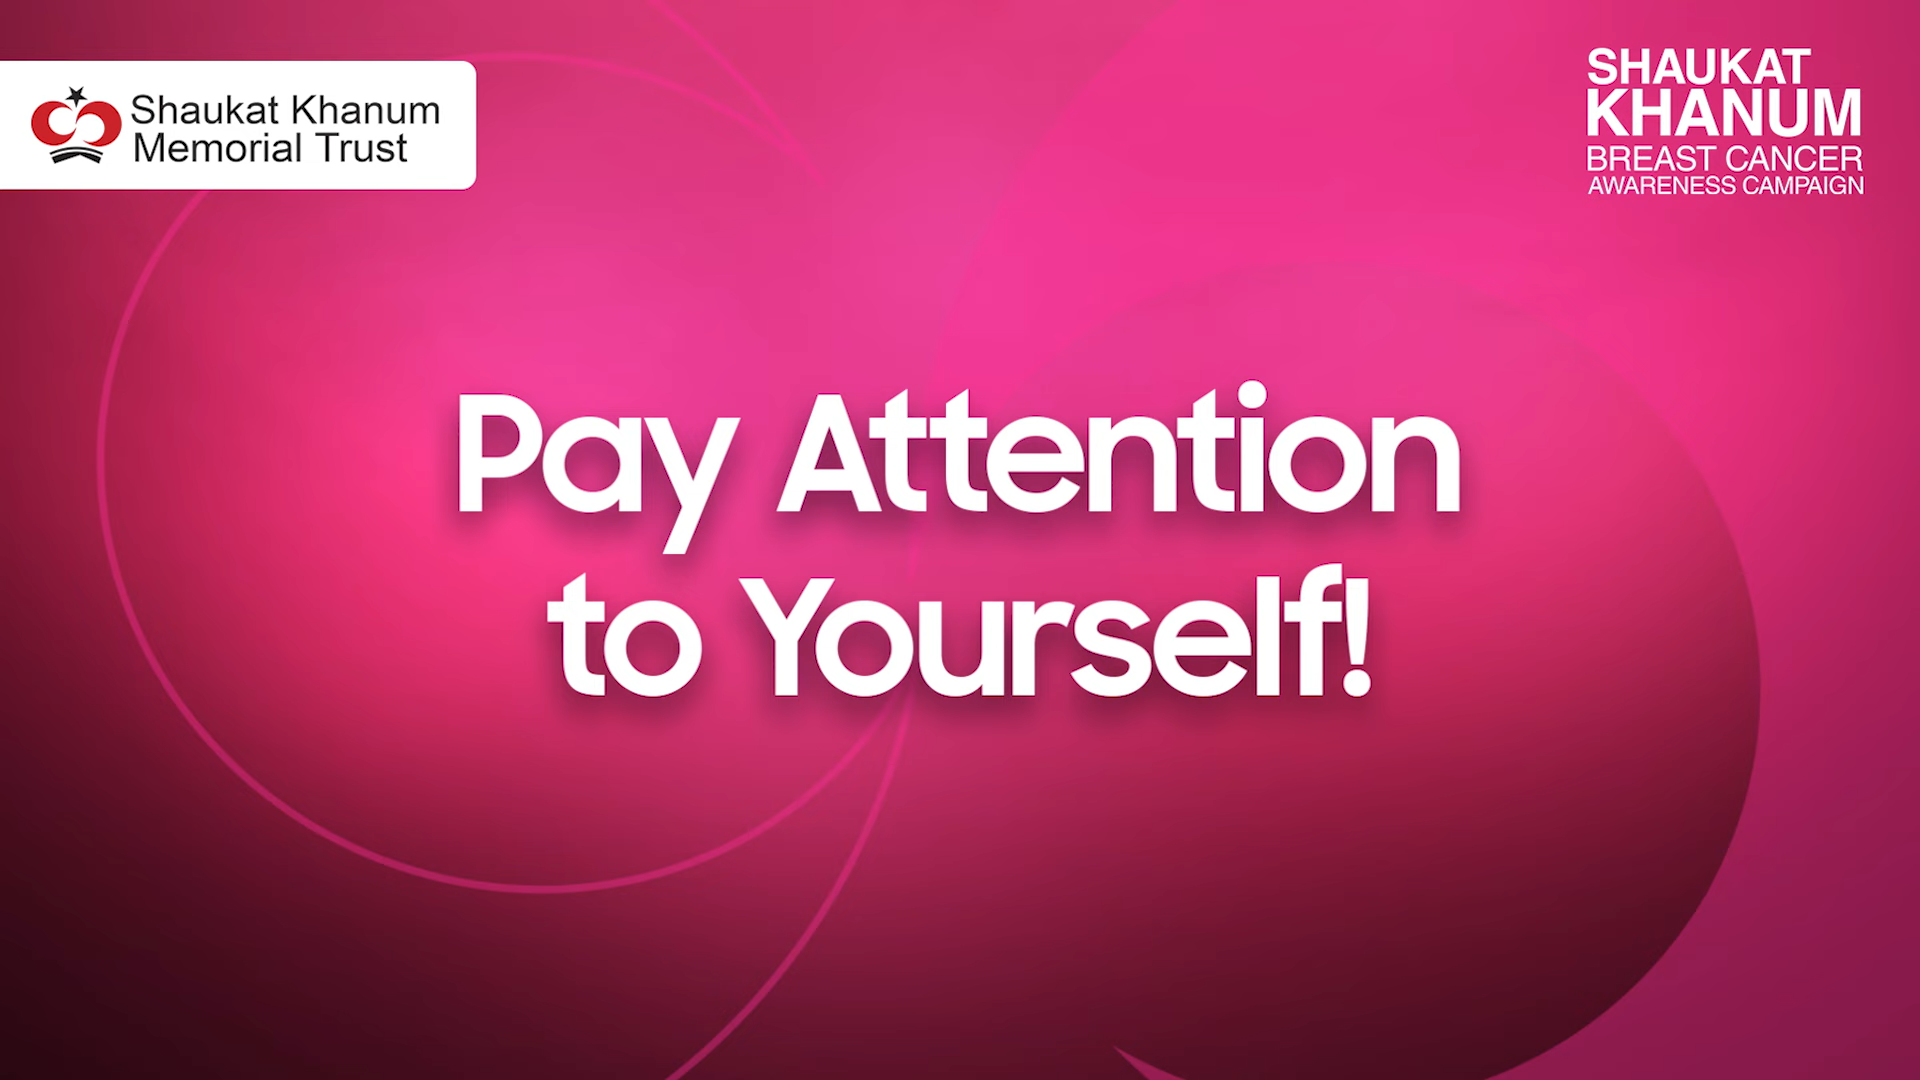 Shaukat Khanum
Memorial Trust
SHAUKAT
KHANUM
BREAST CANCER
AWARENESS CAMPAIGN
Pay Attention
to Yourself!